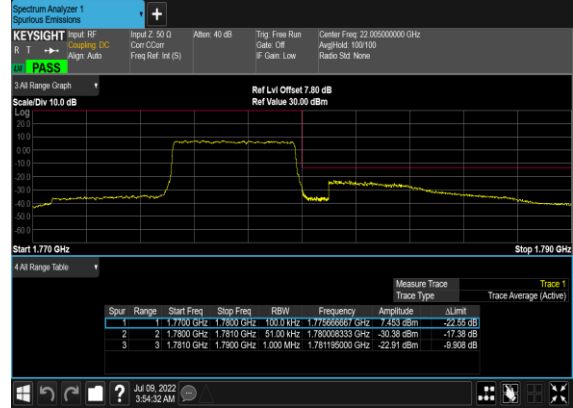 Spectrum Analyzer 1
Spurious Emissions
+
KEYSIGHT Input: RF Input Z: 50 Ω Atten: 40 dB Trig: Free Run Center Freq: 22.005000000 GHz
R T Coupling: DC Corr CCorr Gate: Off Avg|Hold: 100/100
Align: Auto Freq Ref: Int (S) IF Gain: Low Radio Std: None
PASS
3 All Range Graph
Ref Lvl Offset 7.80 dB
Scale/Div 10.0 dB Ref Value 30.00 dBm
Log
20.0
10.0
0.00
-10.0
-20.0
-30.0
-40.0
-50.0
-60.0
Start 1.770 GHz Stop 1.790 GHz
4 All Range Table
Measure Trace Trace 1
Trace Type Trace Average (Active)
Spur Range Start Freq Stop Freq RBW Frequency Amplitude ΔLimit
1 1 1.7700 GHz 1.7800 GHz 100.0 kHz 1.775666667 GHz 7.453 dBm -22.55 dB
2 2 1.7800 GHz 1.7810 GHz 51.00 kHz 1.780008333 GHz -30.38 dBm -17.38 dB
3 3 1.7810 GHz 1.7900 GHz 1.000 MHz 1.781195000 GHz -22.91 dBm -9.908 dB
? Jul 09, 2022
3:54:32 AM